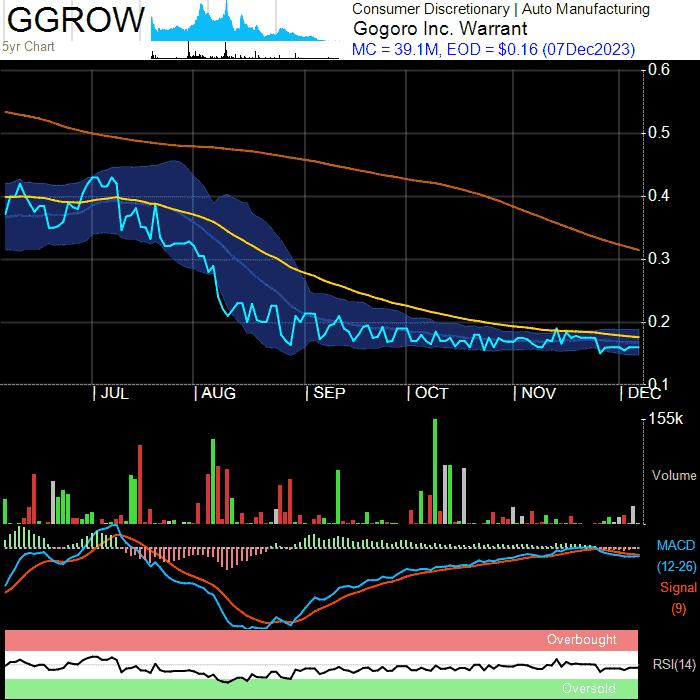 GGROW
5yr Chart
Consumer Discretionary | Auto Manufacturing
Gogoro Inc. Warrant
MC = 39.1M, EOD = $0.16 (07Dec2023)
0.6
0.5
0.4
0.3
0.2
0.1
JUL AUG SEP OCT NOV DEC
155k
Volume
MACD
(12-26)
Signal
(9)
Overbought
RSI(14)
Oversold